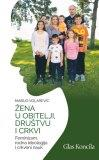 MARIJO VOLAREVIĆ
ŽENA
U OBITELJI,
DRUŠTVU
I CRKVI
Feminizam,
rodna ideologija
i crkveni nauk
Glas Koncila